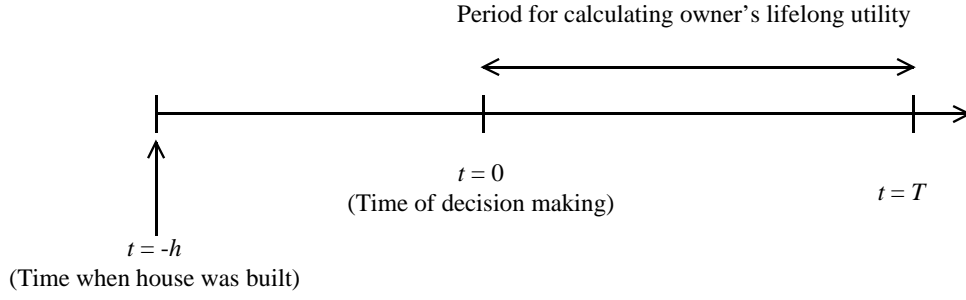 Period for calculating owner’s lifelong utility
t = 0
(Time of decision making)
t = T
t = -h
(Time when house was built)